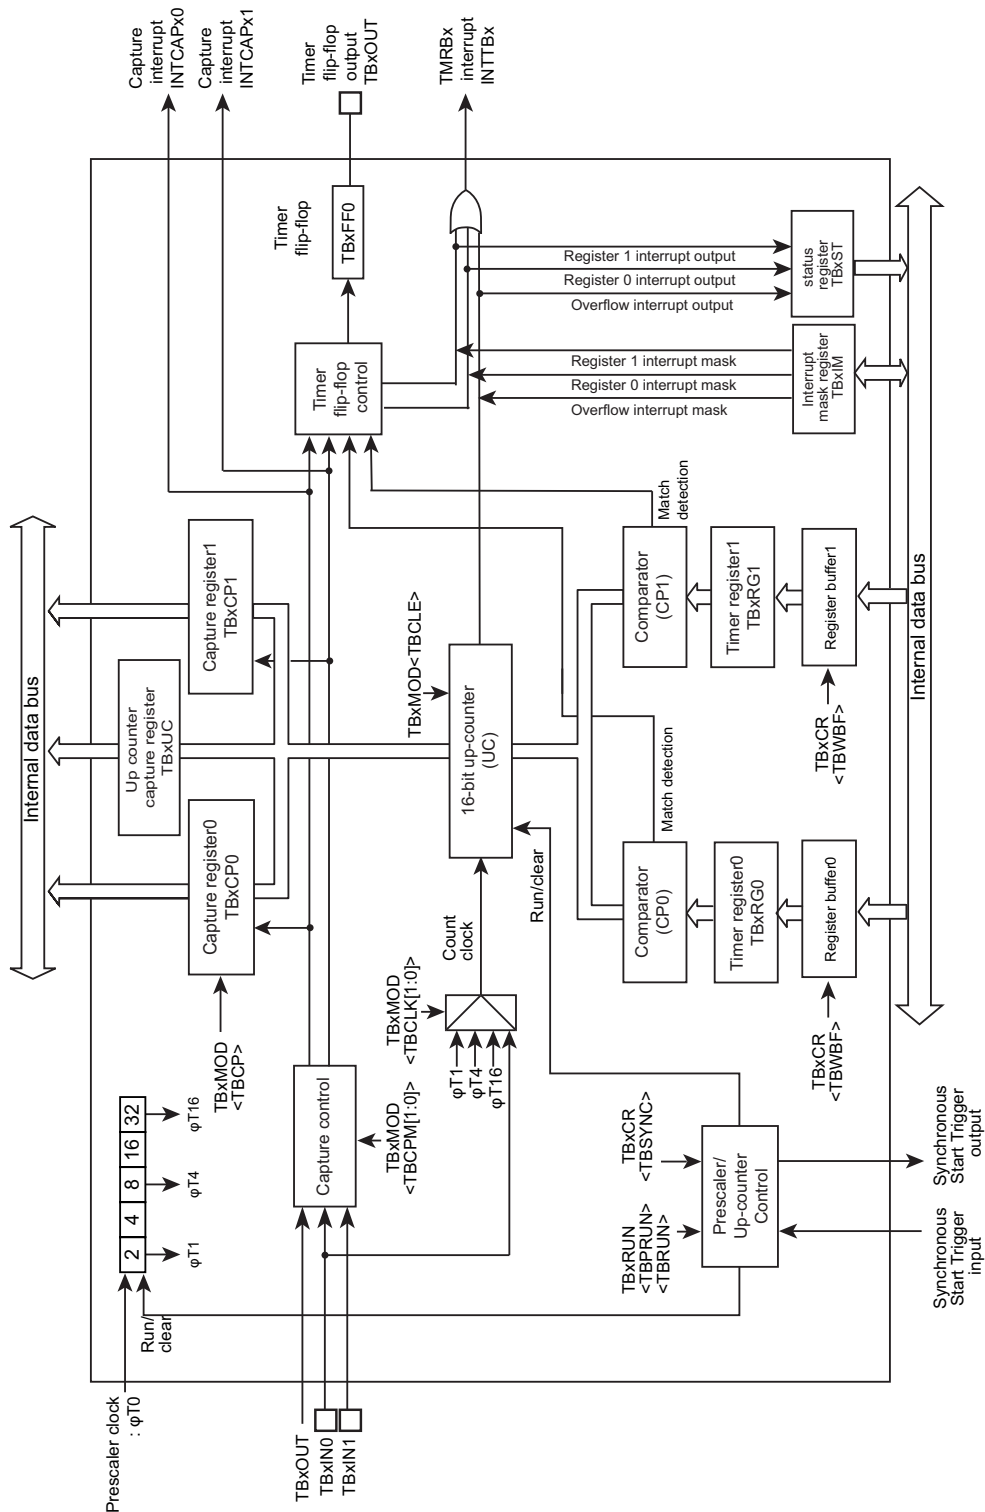 Prescaler clock
: φT0
Run/
clear
2
4
8
16
32
φT1
φT4
φT16
TBxOUT
TBxIN0
TBxIN1
Capture control
TBxMOD
<TBCPM[1:0]>
TBxMOD
<TBCP>
Internal data bus
Capture register0
TBxCP0
Up counter
capture register
TBxUC
Capture register1
TBxCP1
Capture
interrupt
INTCAPx0
Capture
interrupt
INTCAPx1
Timer
flip-flop
output
TBxOUT
TMRBx
interrupt
INTTBx
Timer
flip-flop
TBxFF0
Timer
flip-flop
control
TBxMOD
<TBCLK[1:0]>
φT1
φT4
φT16
Count
clock
TBxMOD<TBCLE>
16-bit up-counter
(UC)
Run/clear
TBxRUN
<TBPRUN>
<TBRUN>
TBxCR
<TBSYNC>
Prescaler/
Up-counter
Control
Synchronous
Start Trigger
input
Synchronous
Start Trigger
output
Match detection
Comparator
(CP0)
Timer register0
TBxRG0
Register buffer0
TBxCR
<TBWBF>
Match
detection
Comparator
(CP1)
Timer register1
TBxRG1
Register buffer1
TBxCR
<TBWBF>
Register 1 interrupt output
Register 0 interrupt output
Overflow interrupt output
Register 1 interrupt mask
Register 0 interrupt mask
Overflow interrupt mask
Interrupt
mask register
TBxIM
status
register
TBxST
Internal data bus